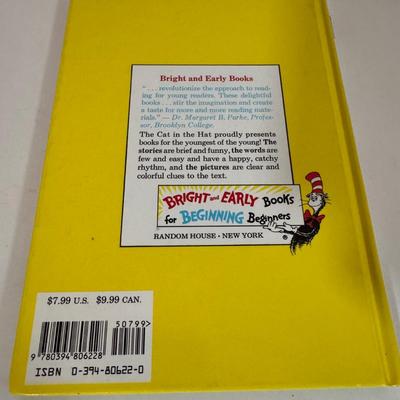 Bright and Early Books
“ . . . revolutionize the approach to read-
ing for young readers. These delightful
books . . . stir the imagination and create
a taste for more and more reading mate-
rials.” — Dr. Margaret B. Parke, Profes-
sor, Brooklyn College.
The Cat in the Hat proudly presents
books for the youngest of the young! The
stories are brief and funny, the words are
few and easy and have a happy, catchy
rhythm, and the pictures are clear and
colorful clues to the text.
BRIGHT and EARLY Books
for BEGINNING Beginners
RANDOM HOUSE • NEW YORK
$7.99 U.S. $9.99 CAN.
50799>
9 780394 806228
ISBN 0-394-80622-0